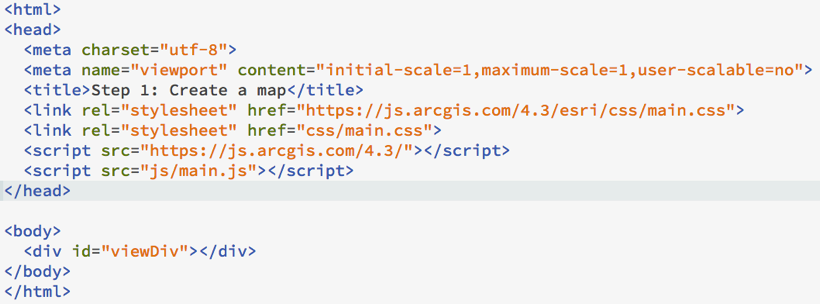 <html>
<head>
  <meta charset="utf-8">
  <meta name="viewport" content="initial-scale=1,maximum-scale=1,user-scalable=no">
  <title>Step 1: Create a map</title>
  <link rel="stylesheet" href="https://js.arcgis.com/4.3/esri/css/main.css">
  <link rel="stylesheet" href="css/main.css">
  <script src="https://js.arcgis.com/4.3/"></script>
  <script src="js/main.js"></script>
</head>

<body>
  <div id="viewDiv"></div>
</body>
</html>